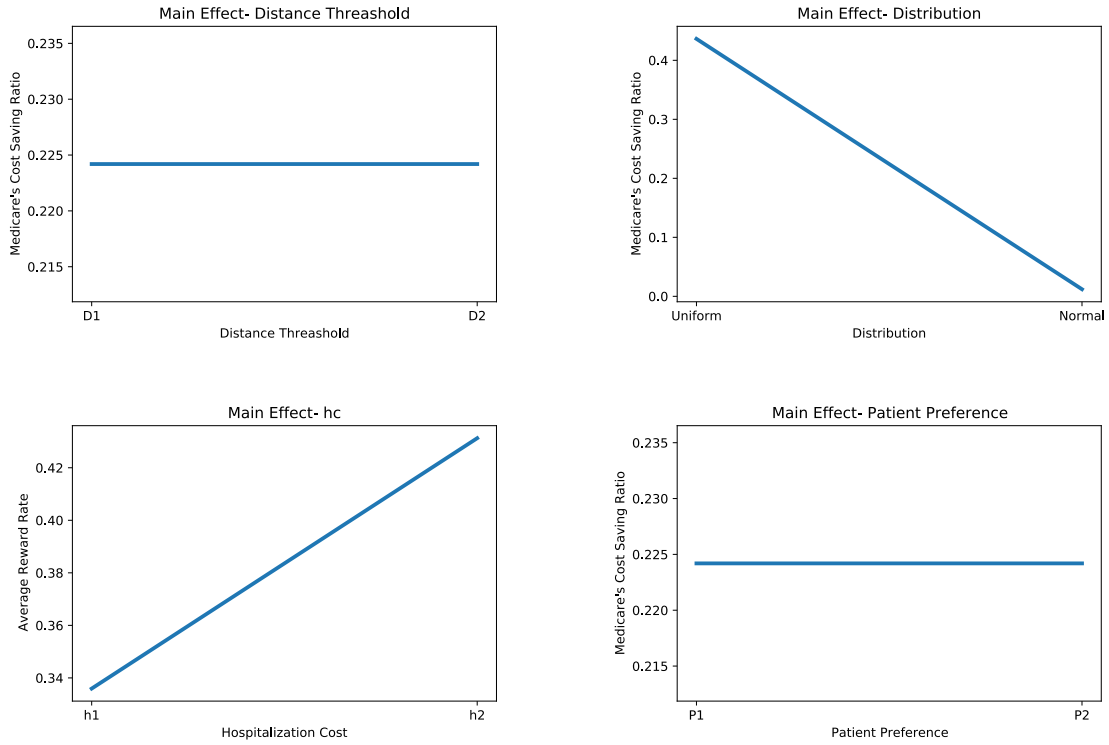 Main Effect- Distance Threashold
Medicare's Cost Saving Ratio
0.235
0.230
0.225
0.220
0.215
D1
D2
Distance Threshold
Main Effect- Distribution
Medicare's Cost Saving Ratio
0.4
0.3
0.2
0.1
0.0
Uniform
Normal
Distribution
Main Effect- hc
Average Reward Rate
0.42
0.40
0.38
0.36
0.34
h1
h2
Hospitalization Cost
Main Effect- Patient Preference
Medicare's Cost Saving Ratio
0.235
0.230
0.225
0.220
0.215
P1
P2
Patient Preference